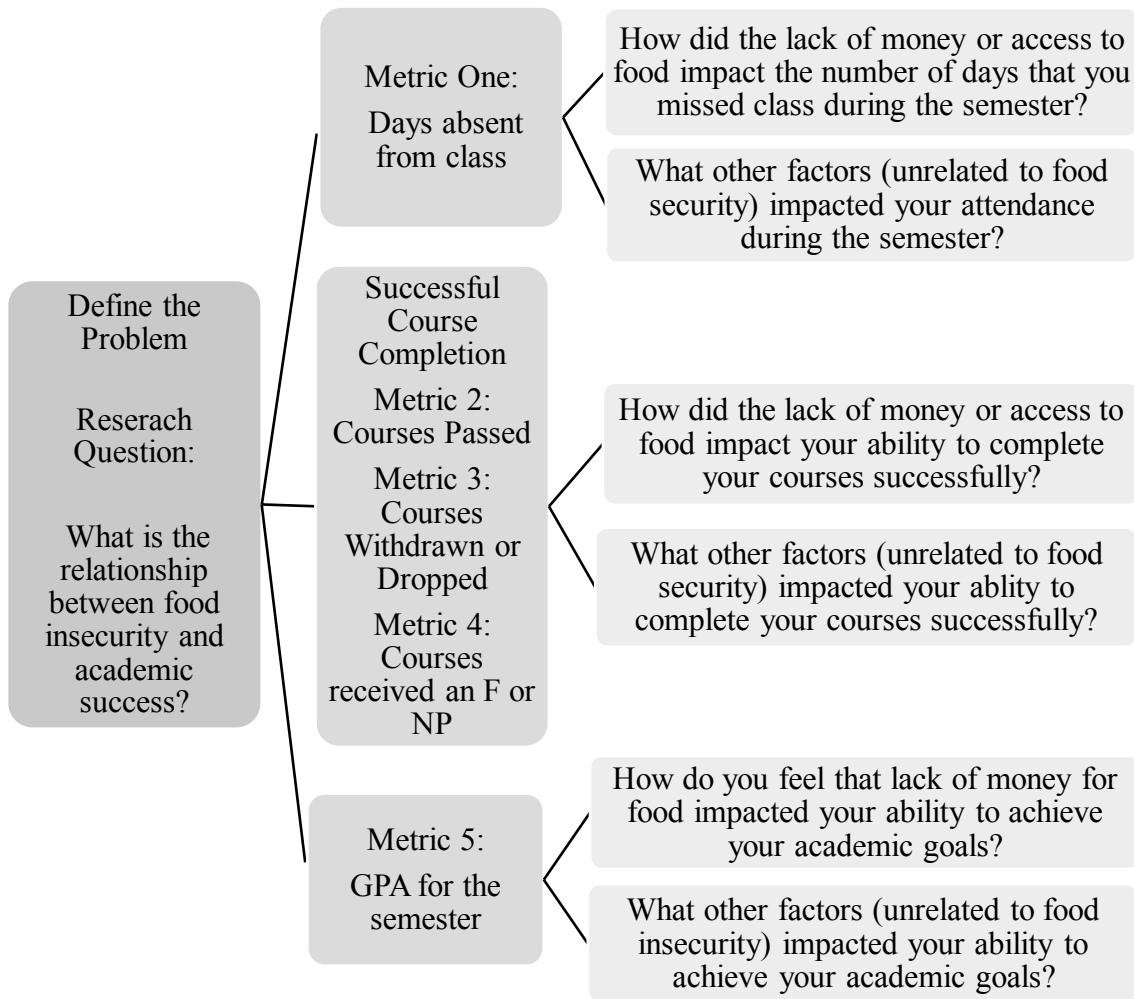 Define the
Problem
Reserach
Question:
What is the
relationship
between food
insecurity and
academic
success?
Metric One:
Days absent
from class
How did the lack of money or access to
food impact the number of days that you
missed class during the semester?
What other factors (unrelated to food
security) impacted your attendance
during the semester?
Successful
Course
Completion
Metric 2:
Courses Passed
Metric 3:
Courses
Withdrawn or
Dropped
Metric 4:
Courses
received an F or
NP
How did the lack of money or access to
food impact your ability to complete
your courses successfully?
What other factors (unrelated to food
security) impacted your ablity to
complete your courses successfully?
Metric 5:
GPA for the
semester
How do you feel that lack of money for
food impacted your ability to achieve
your academic goals?
What other factors (unrelated to food
insecurity) impacted your ability to
achieve your academic goals?